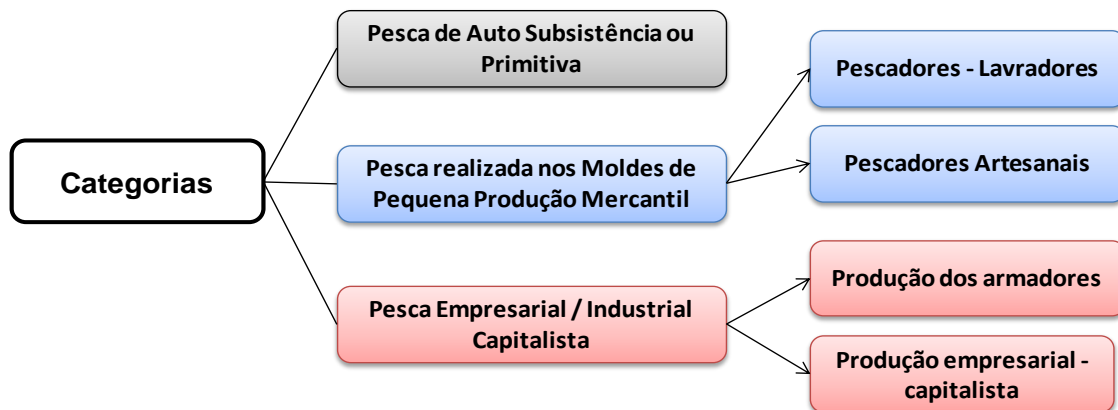 Categorias
Pesca de Auto Subsistência ou
Primitiva
Pesca realizada nos Moldes de
Pequena Produção Mercantil
Pescadores - Lavradores
Pescadores Artesanais
Pesca Empresarial / Industrial
Capitalista
Produção dos armadores
Produção empresarial -
capitalista